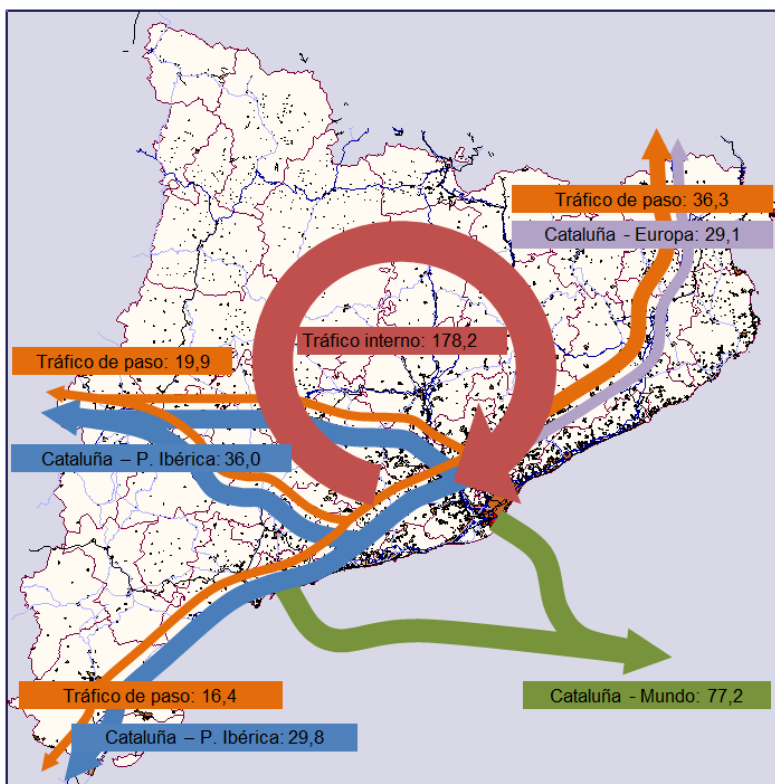 Tráfico de paso: 36,3
Cataluña - Europa: 29,1
Tráfico interno: 178,2
Tráfico de paso: 19,9
Cataluña – P. Ibérica: 36,0
Tráfico de paso: 16,4
Cataluña - Mundo: 77,2
Cataluña – P. Ibérica: 29,8